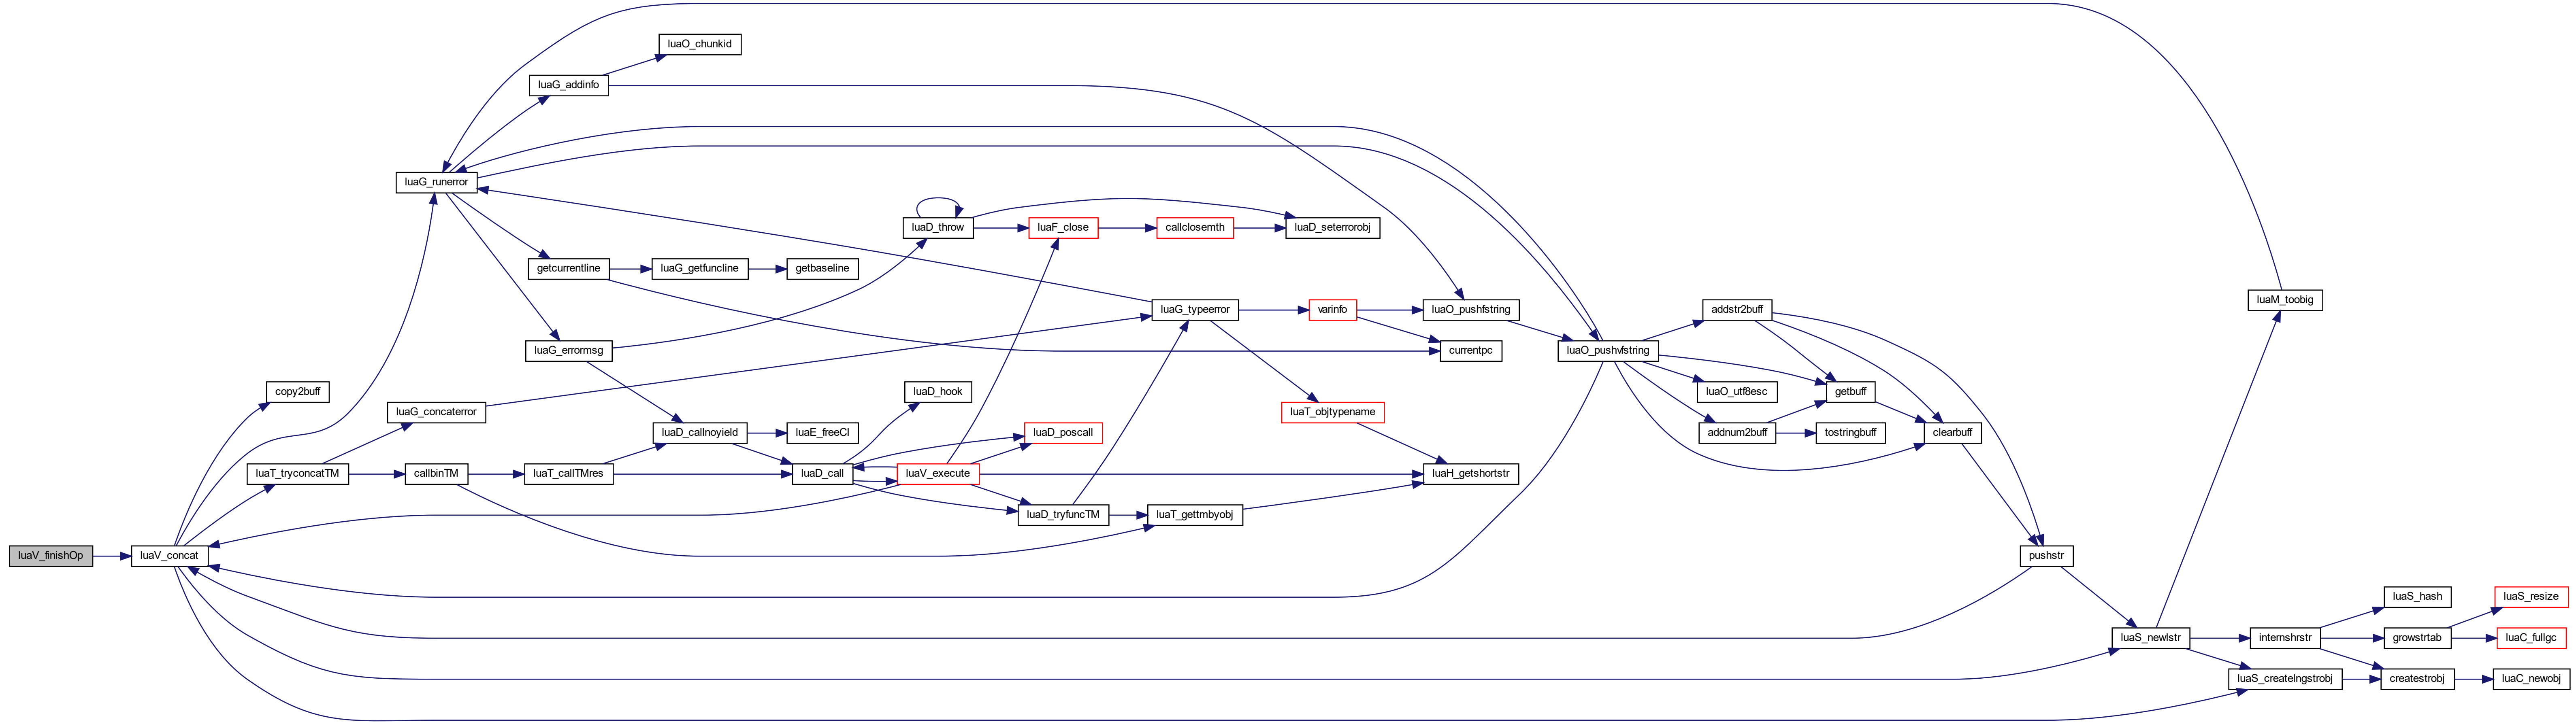 luaO_chunkid
luaG_addinfo
luaG_runerror
luaD_throw
luaF_close
callclosemth
luaD_seterrorobj
getcurrentline
luaG_getfuncline
getbaseline
luaM_toobig
luaG_typeerror
varinfo
luaO_pushfstring
addstr2buff
luaG_errormsg
currentpc
luaO_pushvfstring
copy2buff
luaD_hook
luaO_utf8esc
getbuff
luaG_concaterror
luaT_objtypename
luaD_callnoyield
luaE_freeCI
luaD_poscall
addnum2buff
tostringbuff
clearbuff
luaT_tryconcatTM
callbinTM
luaT_callTMres
luaD_call
luaV_execute
luaH_getshortstr
luaD_tryfuncTM
luaT_gettmbyobj
luaV_finishOp
luaV_concat
pushstr
luaS_hash
luaS_resize
luaS_newlstr
internshrstr
growstrtab
luaC_fullgc
luaS_createlngstrobj
createstrobj
luaC_newobj